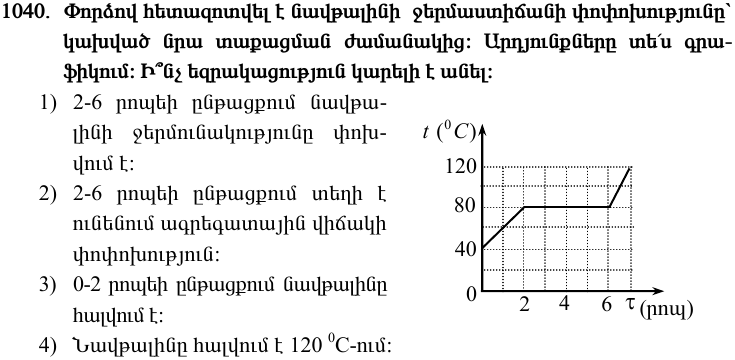 1040. Փորձով հետազոտվել է նավթալինի ջերմաստիճանի փոփոխությունը՝
կախված նրա տաքացման ժամանակից: Արդյունքները տե՛ս գրա-
ֆիկում: Ի՞նչ եզրակացություն կարելի է անել:
1) 2-6 րոպեի ընթացքում նավթա-
լինի ջերմունակությունը փոխ-
վում է:
2) 2-6 րոպեի ընթացքում տեղի է
ունենում ագրեգատային վիճակի
փոփոխություն:
3) 0-2 րոպեի ընթացքում նավթալինը
հալվում է:
4) Նավթալինը հալվում է 120 ⁰C-ում:
t (⁰C)
120
80
40
0
2 4 6 τ (րոպ)